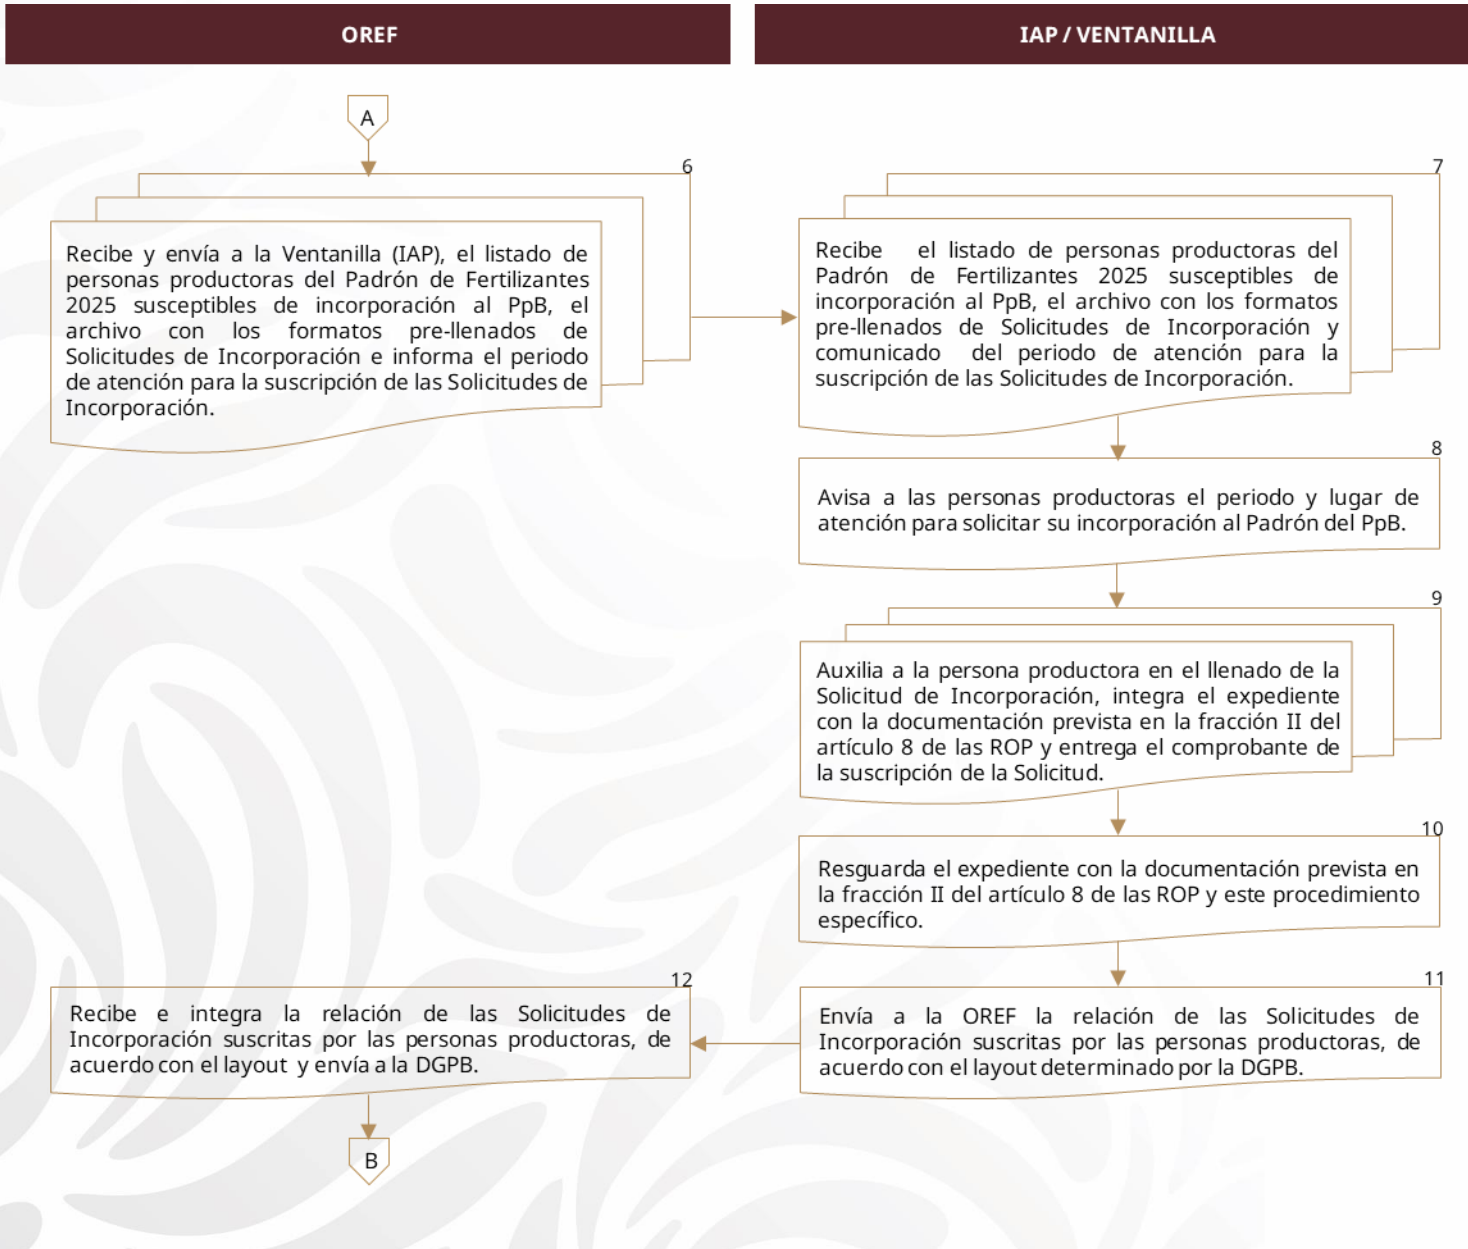 OREF
IAP / VENTANILLA
A
6
Recibe y envía a la Ventanilla (IAP), el listado de
personas productoras del Padrón de Fertilizantes
2025 susceptibles de incorporación al PpB, el
archivo con los formatos pre-llenados de
Solicitudes de Incorporación e informa el periodo
de atención para la suscripción de las Solicitudes de
Incorporación.
7
Recibe el listado de personas productoras del
Padrón de Fertilizantes 2025 susceptibles de
incorporación al PpB, el archivo con los formatos
pre-llenados de Solicitudes de Incorporación y
comunicado del periodo de atención para la
suscripción de las Solicitudes de Incorporación.
8
Avisa a las personas productoras el periodo y lugar de
atención para solicitar su incorporación al Padrón del PpB.
9
Auxilia a la persona productora en el llenado de la
Solicitud de Incorporación, integra el expediente
con la documentación prevista en la fracción II del
artículo 8 de las ROP y entrega el comprobante de
la suscripción de la Solicitud.
10
Resguarda el expediente con la documentación prevista en
la fracción II del artículo 8 de las ROP y este procedimiento
específico.
11
Envía a la OREF la relación de las Solicitudes de
Incorporación suscritas por las personas productoras, de
acuerdo con el layout determinado por la DGPB.
12
Recibe e integra la relación de las Solicitudes de
Incorporación suscritas por las personas productoras, de
acuerdo con el layout y envía a la DGPB.
B